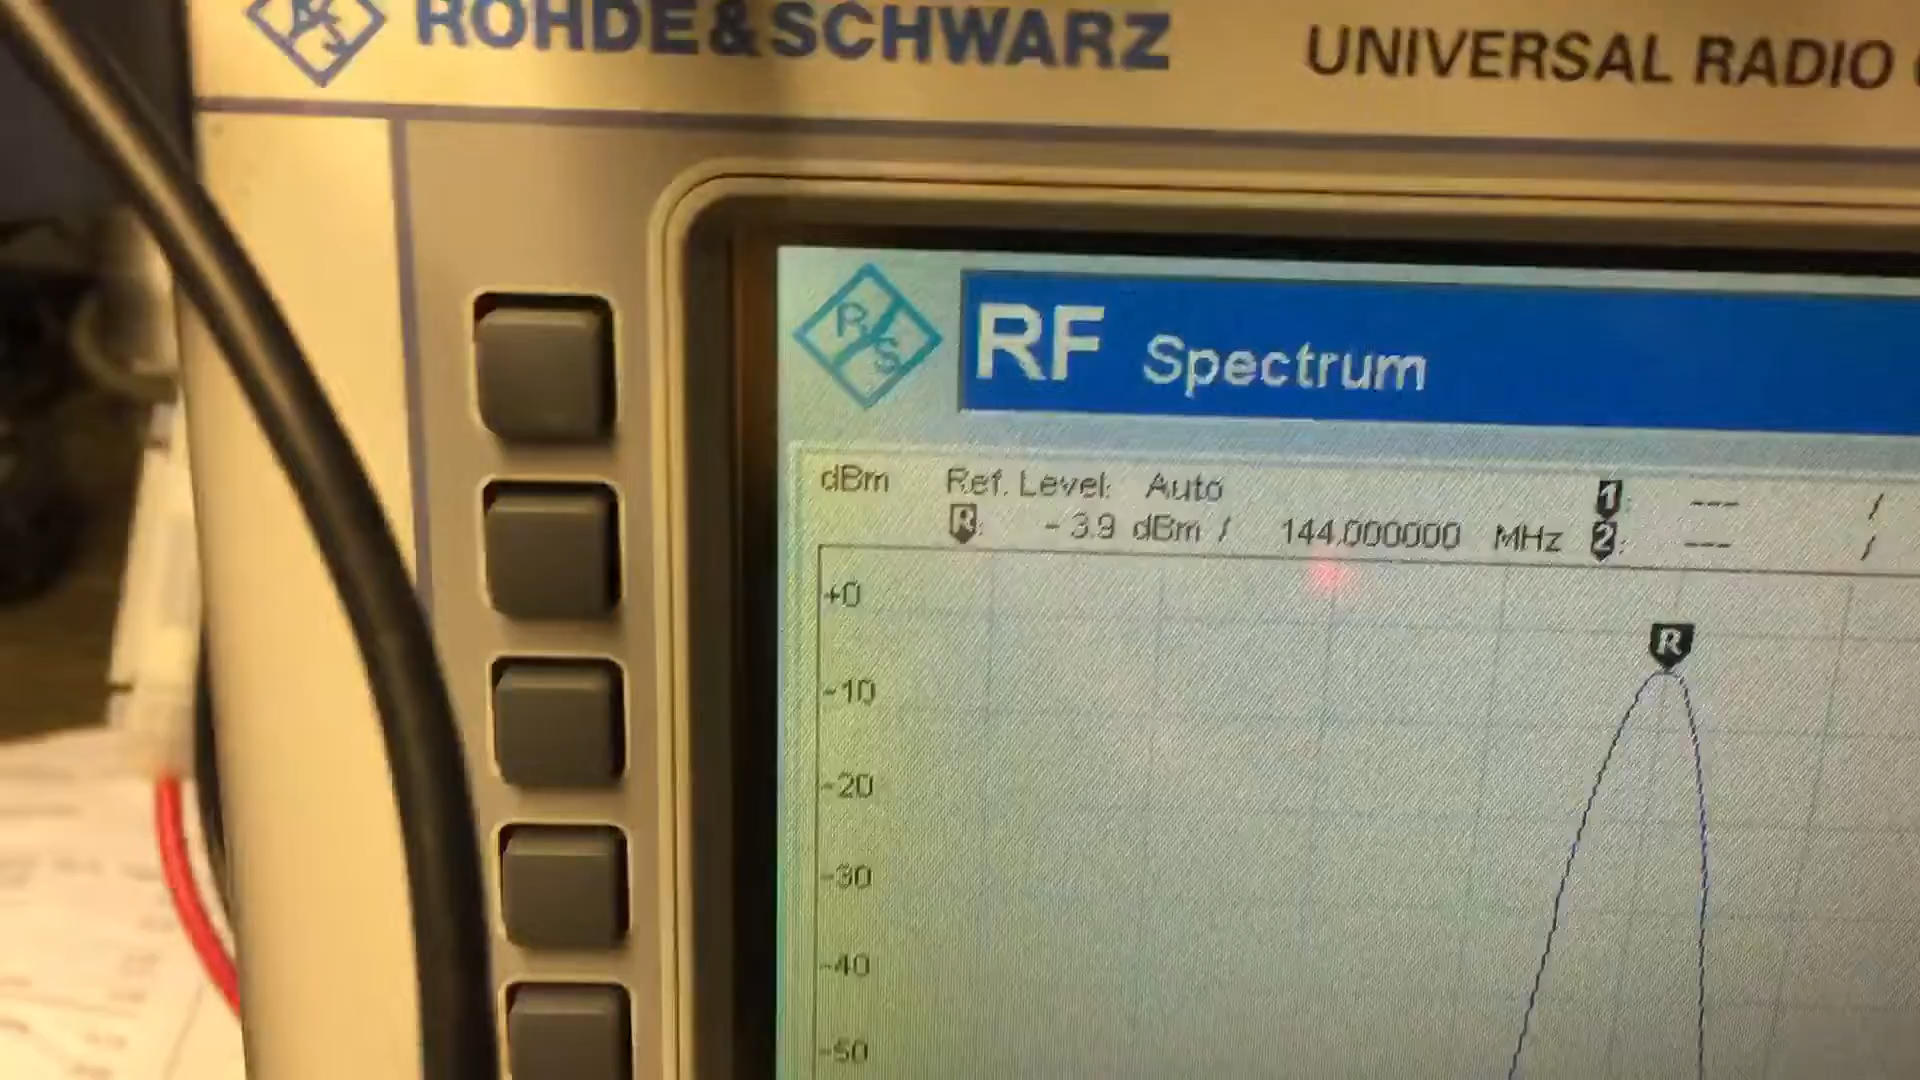 R S
ROHDE&SCHWARZ
UNIVERSAL RADIO
R S
RF Spectrum
dBm Ref. Level: Auto 1: --- /
R: - 3.9 dBm / 144.000000 MHz 2: --- /
+0
R
-10
-20
-30
-40
-50